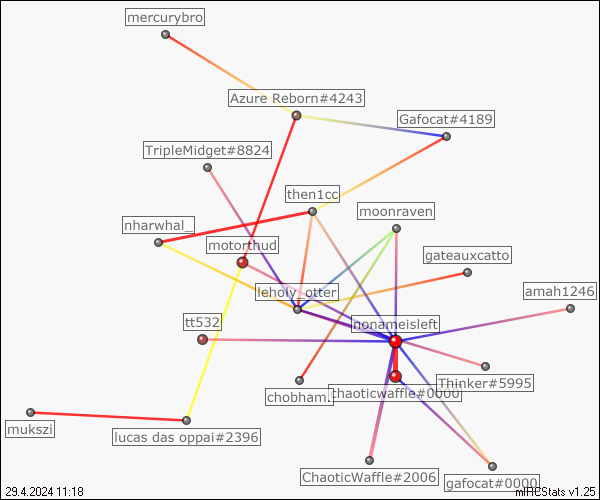 mercurybro
Azure Reborn#4243
Gafocat#4189
TripleMidget#8824
then1cc
moonraven
nharwhal_
motorthud
gateauxcatto
leholy_otter
amah1246
tt532
nonameisleft
Thinker#5995
chobham.
chaoticwaffle#0000
mukszi
lucas das oppai#2396
ChaoticWaffle#2006
gafocat#0000
29.4.2024 11:18
mIRCStats v1.25